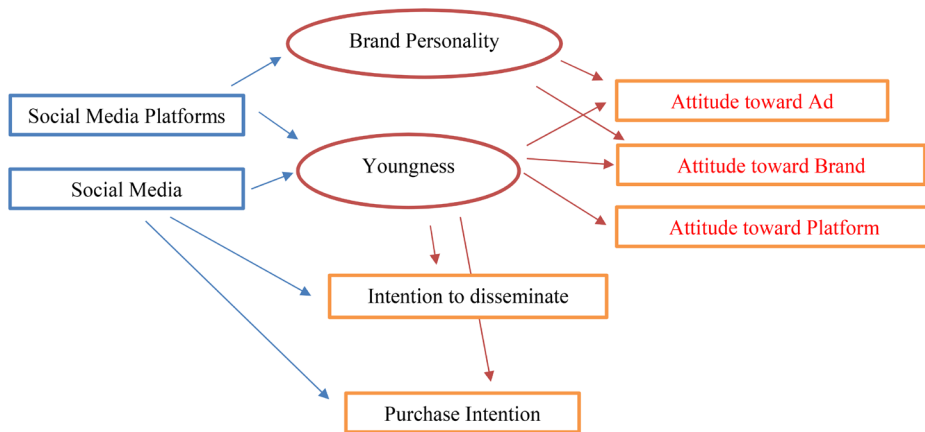 Brand Personality
Social Media Platforms
Attitude toward Ad
Youngness
Attitude toward Brand
Social Media
Attitude toward Platform
Intention to disseminate
Purchase Intention